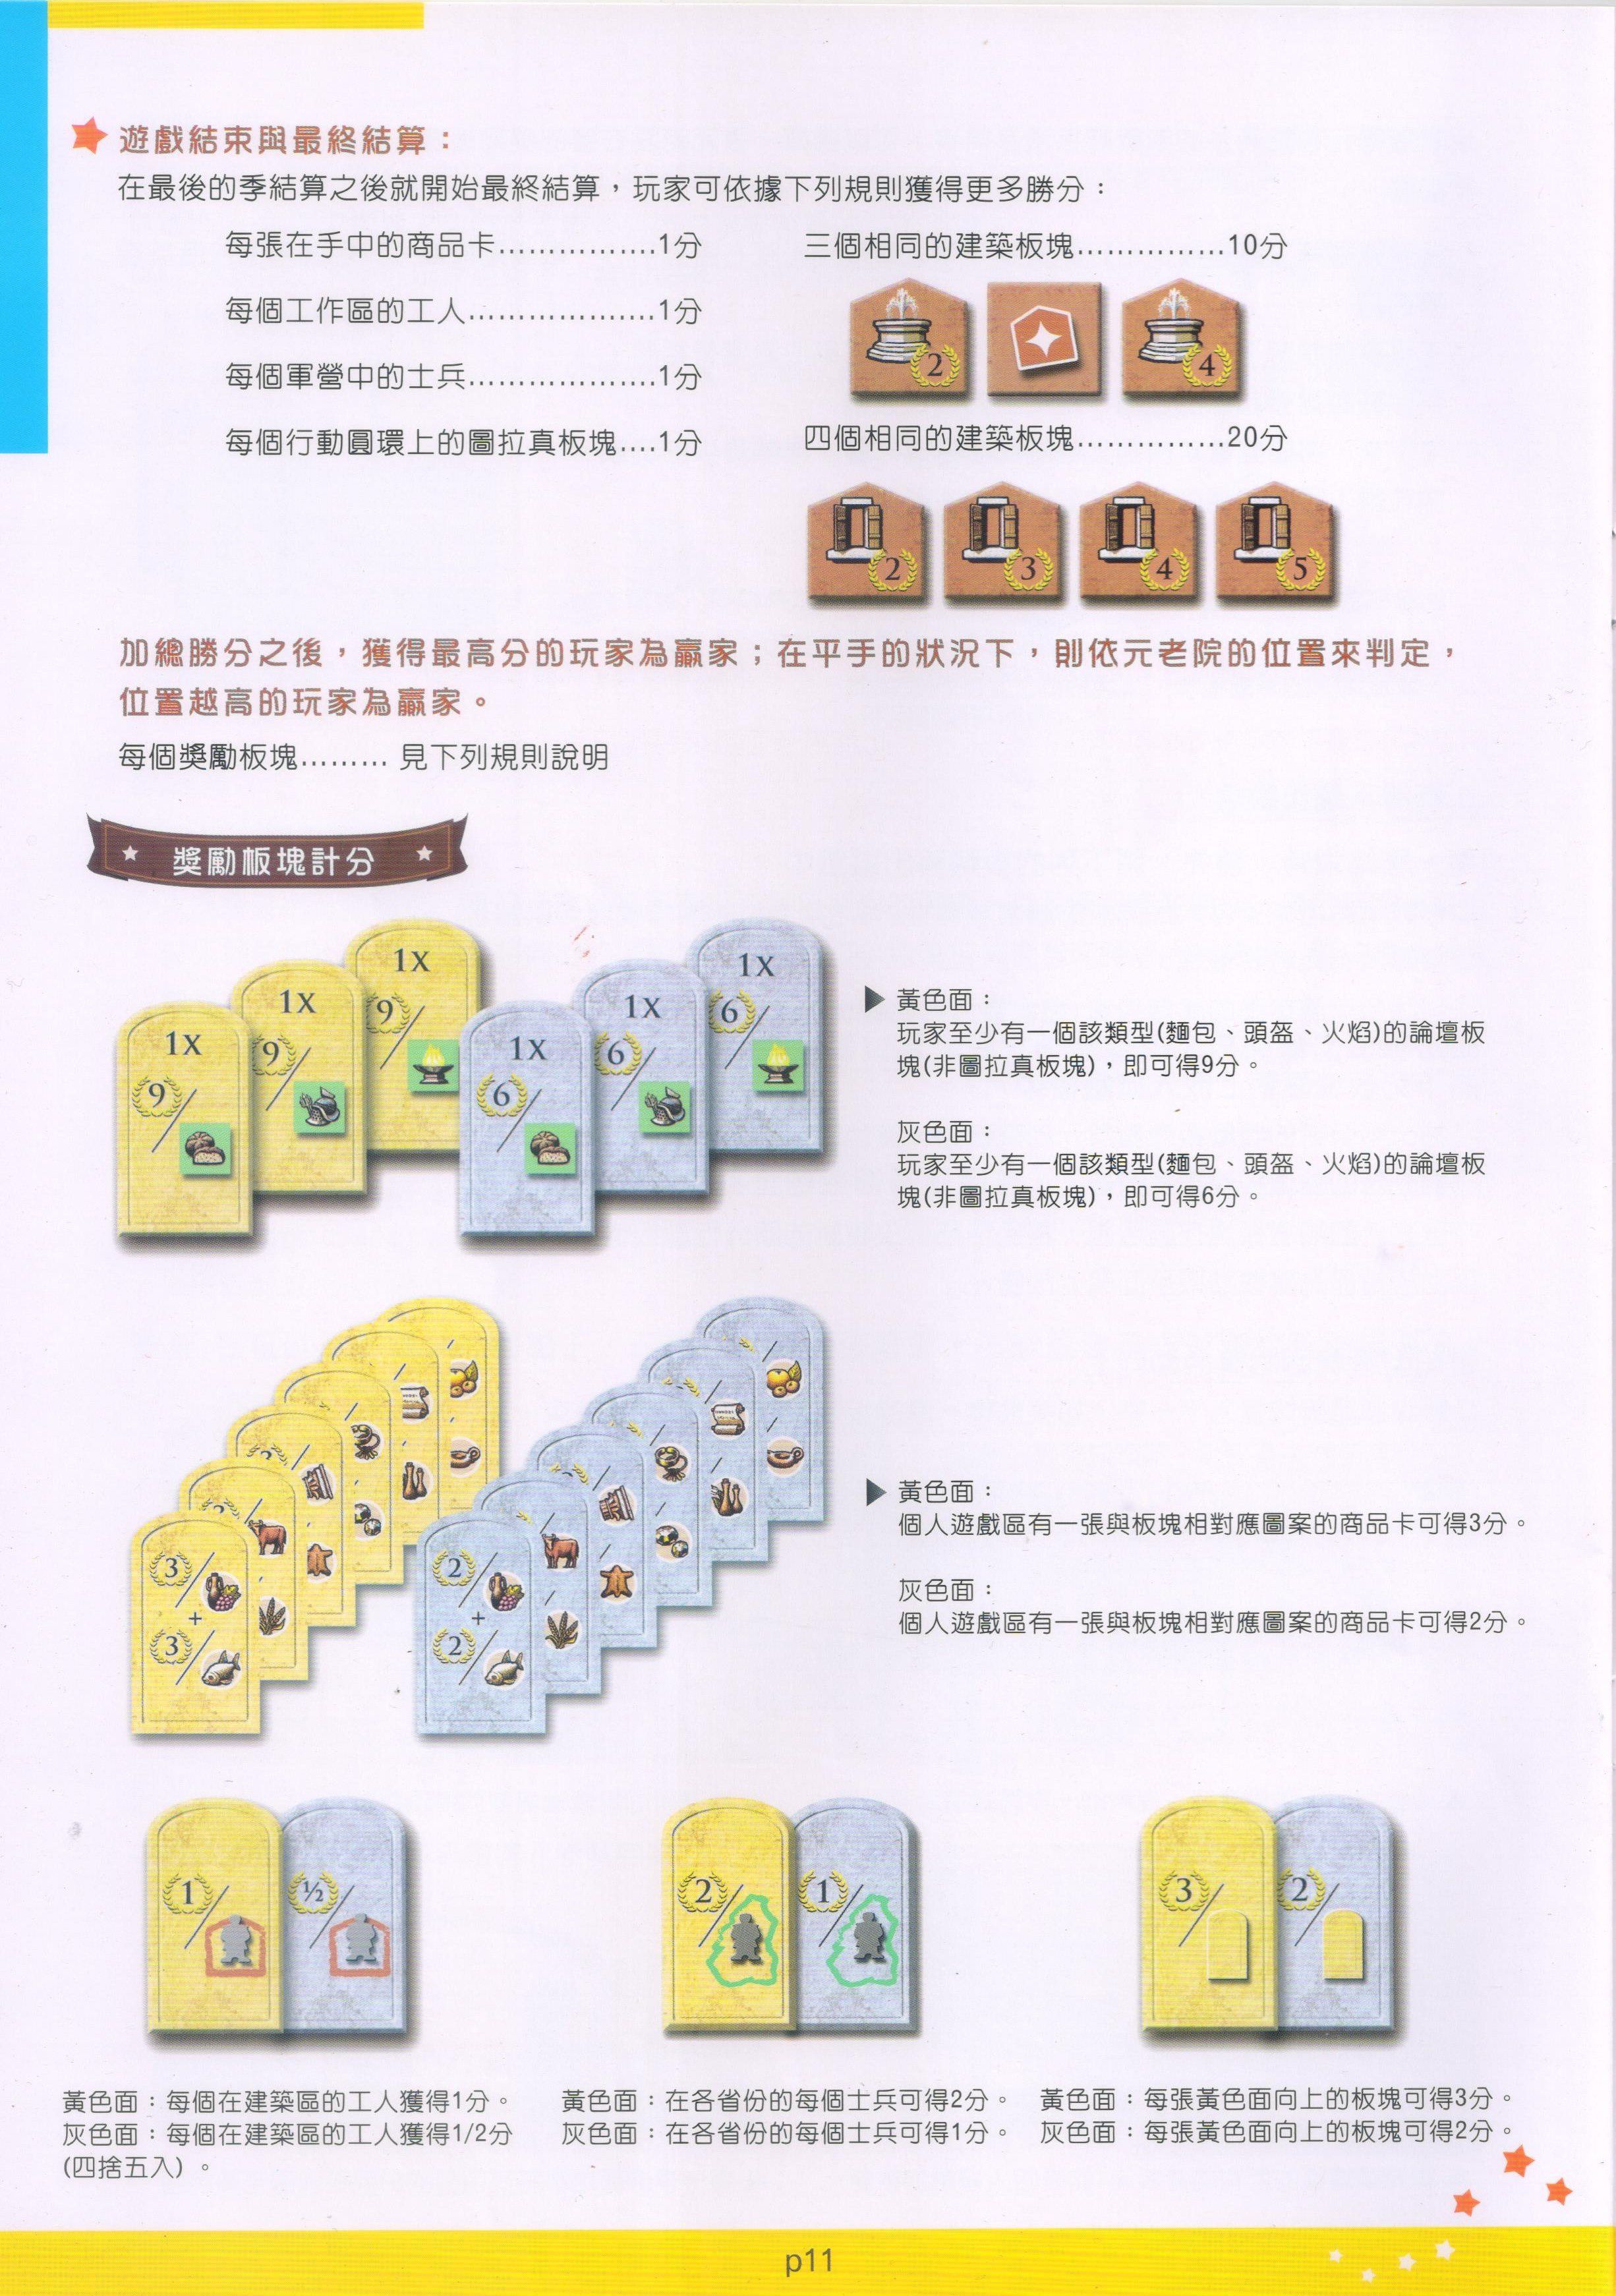 遊戲結束與最終結算：
在最後的季結算之後就開始最終結算，玩家可依據下列規則獲得更多勝分：
每張在手中的商品卡................1分
每個工作區的工人...................1分
每個軍營中的士兵...................1分
每個行動圓環上的圖拉真板塊....1分
三個相同的建築板塊...............10分
2
4
四個相同的建築板塊...............20分
2
3
4
5
加總勝分之後，獲得最高分的玩家為贏家；在平手的狀況下，則依元老院的位置來判定，
位置越高的玩家為贏家。
每個獎勵板塊......... 見下列規則說明
獎勵板塊計分
1X
9
1X
9
1X
9
1X
6
1X
6
1X
6
黃色面：
玩家至少有一個該類型(麵包、頭盔、火焰)的論壇板
塊(非圖拉真板塊)，即可得9分。
灰色面：
玩家至少有一個該類型(麵包、頭盔、火焰)的論壇板
塊(非圖拉真板塊)，即可得6分。
3
+
3
2
+
2
黃色面：
個人遊戲區有一張與板塊相對應圖案的商品卡可得3分。
灰色面：
個人遊戲區有一張與板塊相對應圖案的商品卡可得2分。
1
½
2
1
3
2
黃色面：每個在建築區的工人獲得1分。
灰色面：每個在建築區的工人獲得1/2分
(四捨五入) 。
黃色面：在各省份的每個士兵可得2分。
灰色面：在各省份的每個士兵可得1分。
黃色面：每張黃色面向上的板塊可得3分。
灰色面：每張黃色面向上的板塊可得2分。
p11